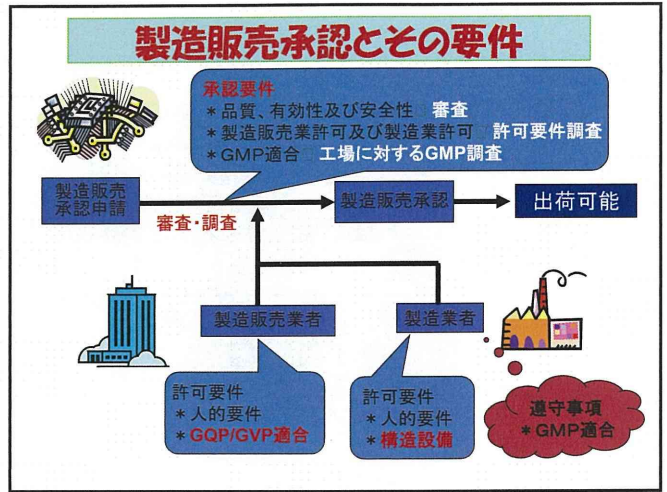 製造販売承認とその要件
承認要件
＊品質、有効性及び安全性 審査
＊製造販売業許可及び製造業許可 許可要件調査
＊GMP適合 工場に対するGMP調査
製造販売
承認申請
審査・調査
製造販売承認
出荷可能
製造販売業者
製造業者
許可要件
＊人的要件
＊GQP/GVP適合
許可要件
＊人的要件
＊構造設備
遵守事項
＊GMP適合